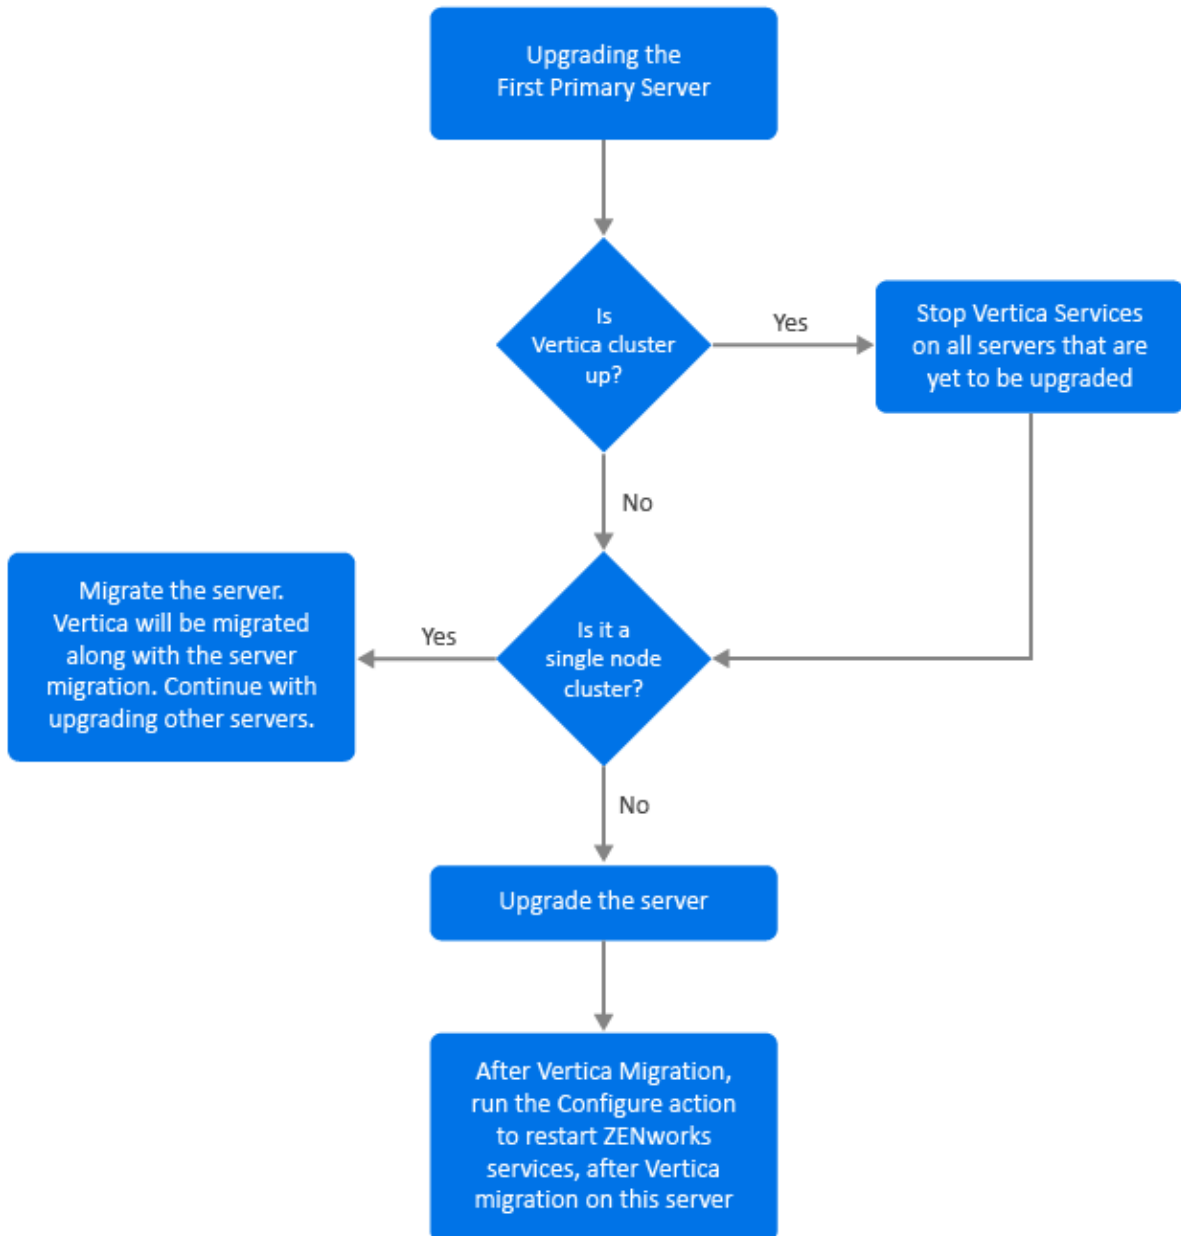 Upgrading the
First Primary Server
Is
Vertica cluster
up?
Yes
Stop Vertica Services
on all servers that are
yet to be upgraded
No
Migrate the server.
Vertica will be migrated
along with the server
migration. Continue with
upgrading other servers.
Yes
Is it a
single node
cluster?
No
Upgrade the server
After Vertica Migration,
run the Configure action
to restart ZENworks
services, after Vertica
migration on this server